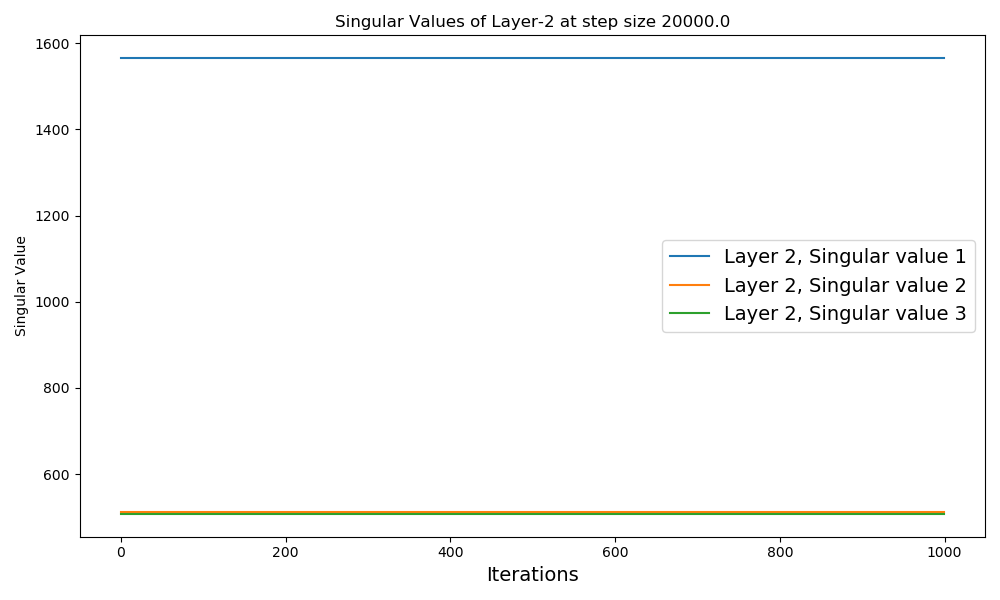 Singular Values of Layer-2 at step size 20000.0
1600
1400
1200
1000
800
600
Singular Value
Layer 2, Singular value 1
Layer 2, Singular value 2
Layer 2, Singular value 3
0 200 400 600 800 1000
Iterations